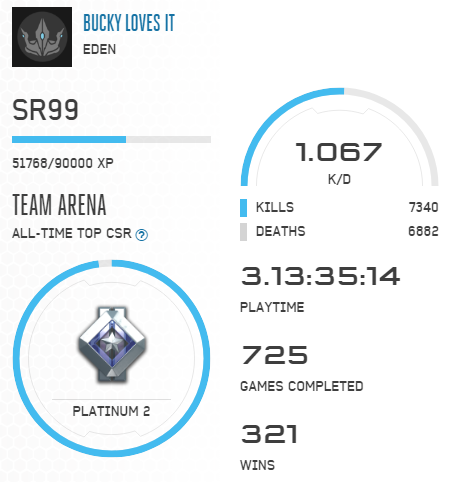 BUCKY LOVES IT
EDEN
SR99
51768/90000 XP
TEAM ARENA
ALL-TIME TOP CSR ?
PLATINUM 2
1.067
K/D
KILLS 7340
DEATHS 6882
3.13:35:14
PLAYTIME
725
GAMES COMPLETED
321
WINS